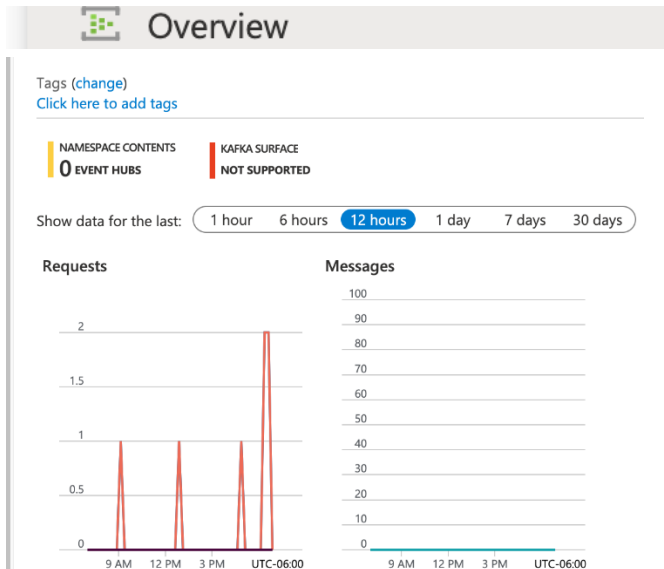 Overview
Tags (change)
Click here to add tags
NAMESPACE CONTENTS
0 EVENT HUBS
KAFKA SURFACE
NOT SUPPORTED
Show data for the last: 1 hour 6 hours 12 hours 1 day 7 days 30 days
Requests
2
1.5
1
0.5
0
9 AM 12 PM 3 PM UTC-06:00
Messages
100
90
80
70
60
50
40
30
20
10
0
9 AM 12 PM 3 PM UTC-06:00